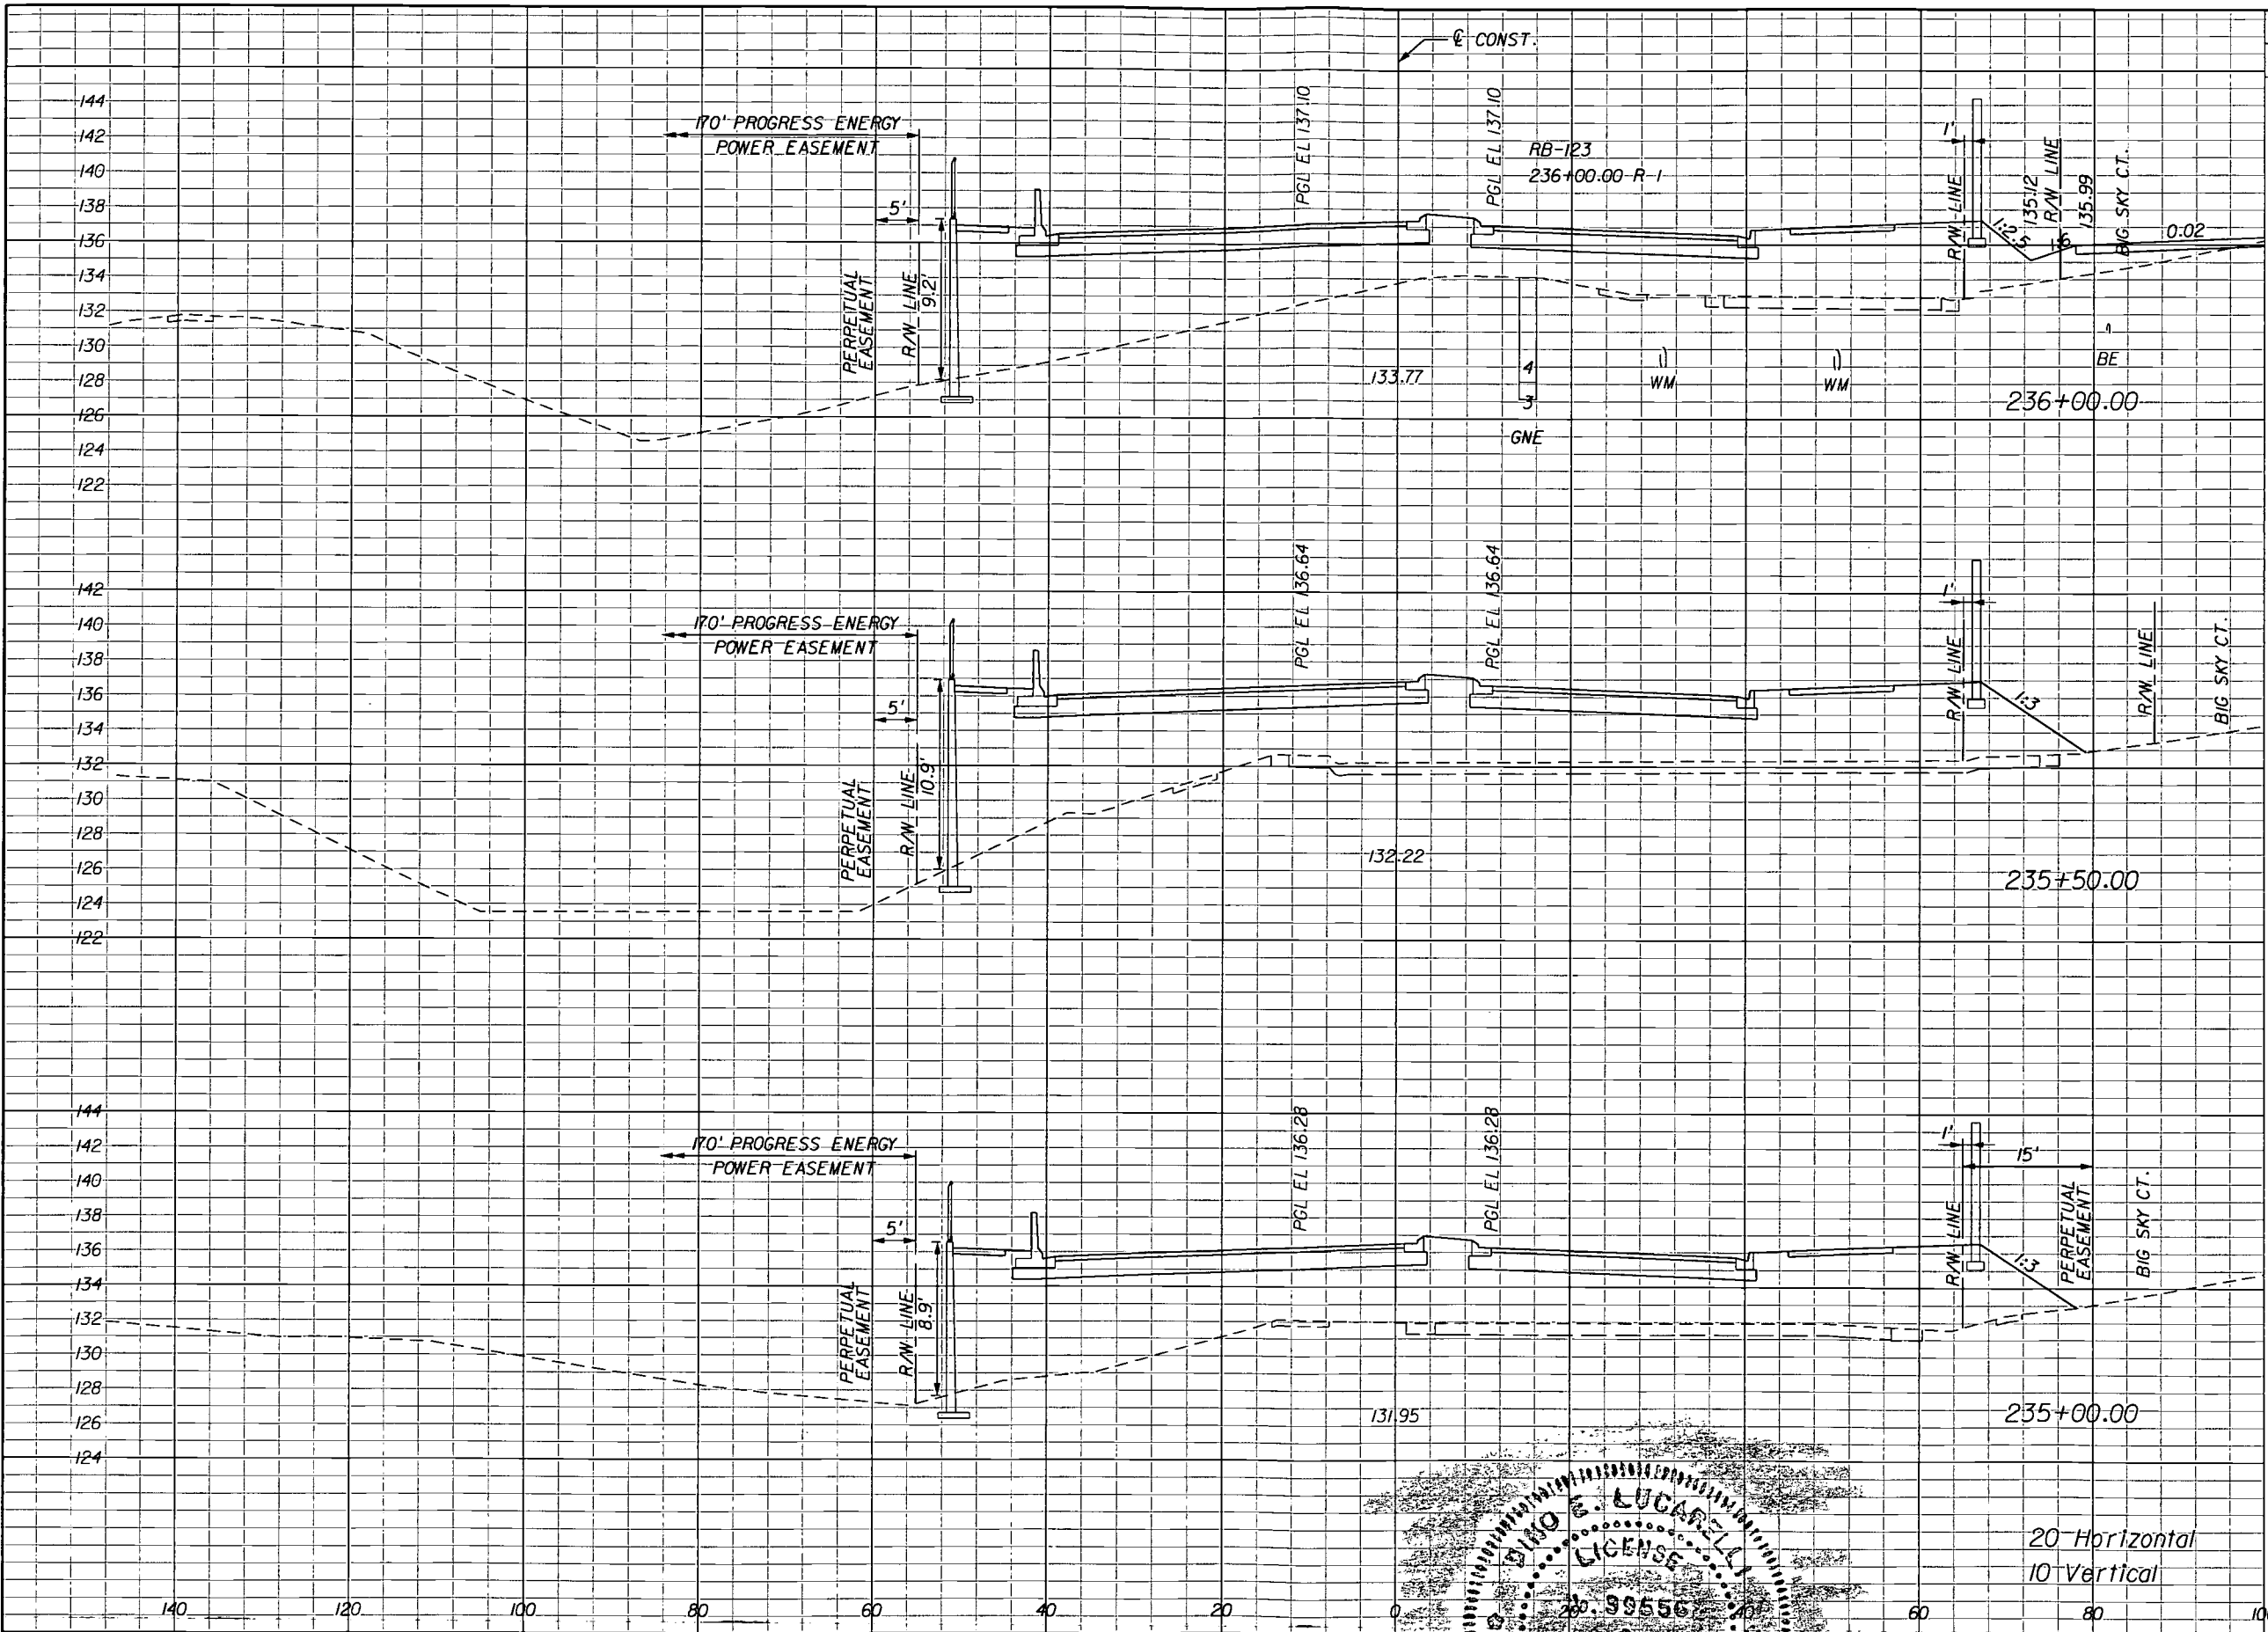 ℄ CONST.
144
142
140
138
136
134
132
130
128
126
124
122
170' PROGRESS ENERGY
POWER EASEMENT
5'
PERPETUAL
EASEMENT
R/W LINE
9.2'
PGL EL 137.10
PGL EL 137.10
RB-123
236+00.00 R 1
133.77
4
3
GNE
WM
WM
R/W LINE
1'
1:2.5
135.12
R/W LINE
1:6
135.99
BIG SKY CT.
0.02
BE
236+00.00
142
140
138
136
134
132
130
128
126
124
122
170' PROGRESS ENERGY
POWER EASEMENT
5'
PERPETUAL
EASEMENT
R/W LINE
10.9'
PGL EL 136.64
PGL EL 136.64
132.22
1'
R/W LINE
1:3
R/W LINE
BIG SKY CT.
235+50.00
144
142
140
138
136
134
132
130
128
126
124
170' PROGRESS ENERGY
POWER EASEMENT
5'
PERPETUAL
EASEMENT
R/W LINE
8.9'
PGL EL 136.28
PGL EL 136.28
131.95
1'
15'
R/W LINE
1:3
PERPETUAL
EASEMENT
BIG SKY CT.
235+00.00
E. LUCARELLI
LICENSE
20 Horizontal
10 Vertical
140 120 100 80 60 40 20 0 20 40 60 80